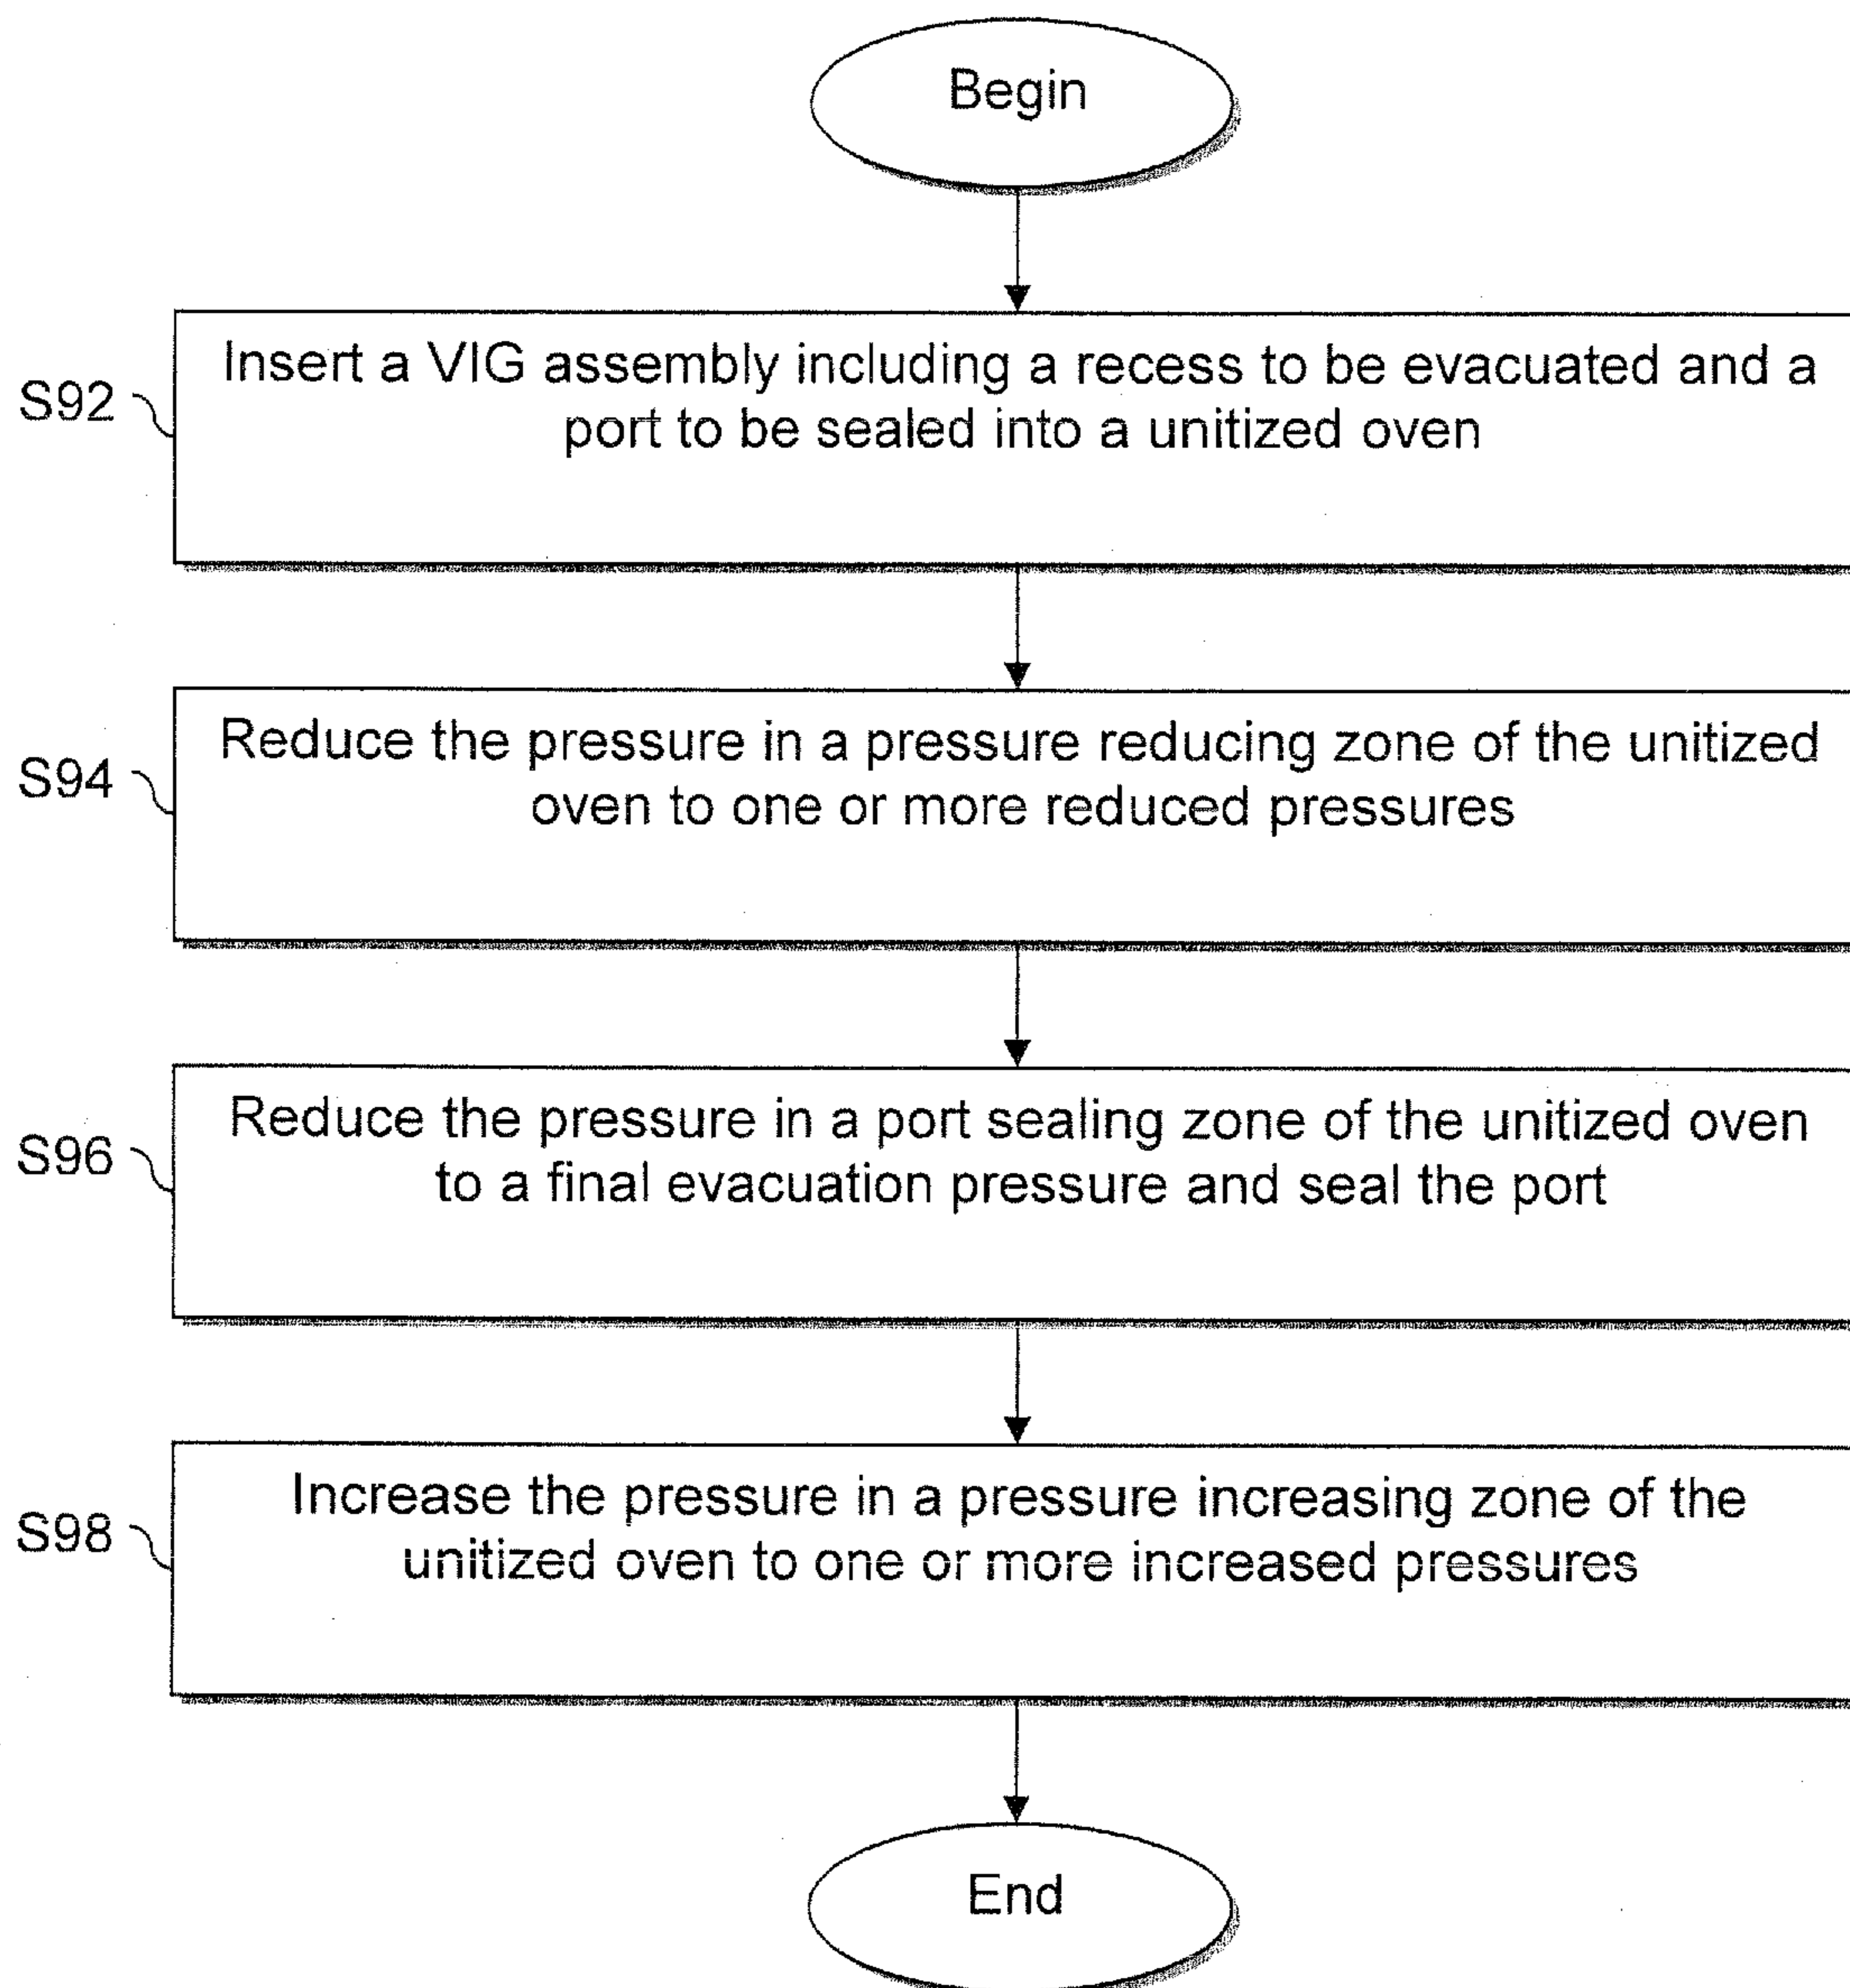 Begin
S92
Insert a VIG assembly including a recess to be evacuated and a
port to be sealed into a unitized oven
S94
Reduce the pressure in a pressure reducing zone of the unitized
oven to one or more reduced pressures
S96
Reduce the pressure in a port sealing zone of the unitized oven
to a final evacuation pressure and seal the port
S98
Increase the pressure in a pressure increasing zone of the
unitized oven to one or more increased pressures
End